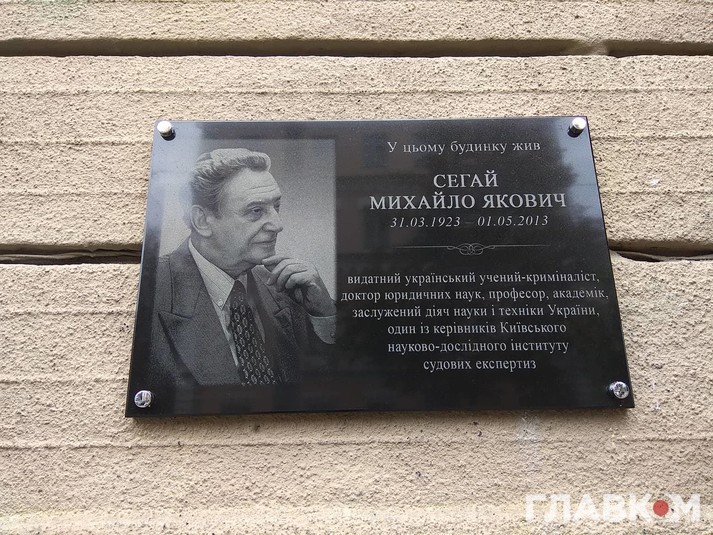 У цьому будинку жив
СЕГАЙ
МИХАЙЛО ЯКОВИЧ
31.03.1923 – 01.05.2013
видатний український учений-криміналіст,
доктор юридичних наук, професор, академік,
заслужений діяч науки і техніки України,
один із керівників Київського
науково-дослідного інституту
судових експертиз
ГЛАВКОМ